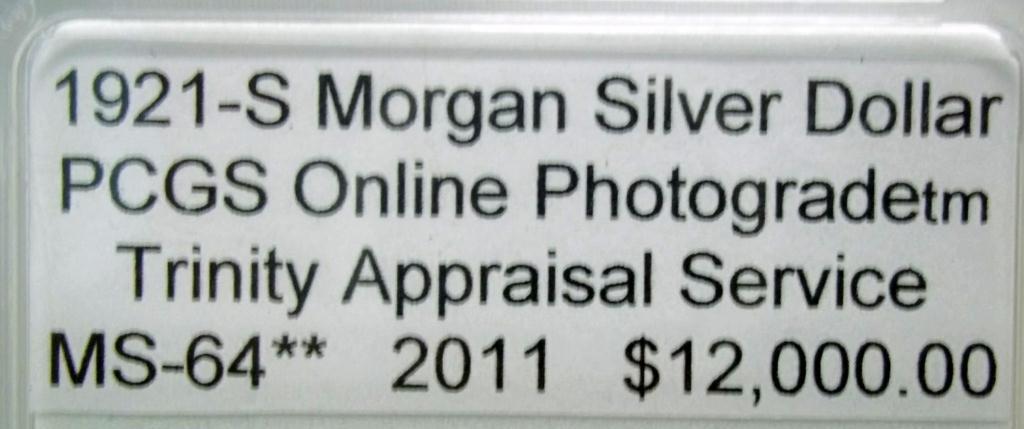 1921-S Morgan Silver Dollar
PCGS Online Photogradetm
Trinity Appraisal Service
MS-64** 2011 $12,000.00